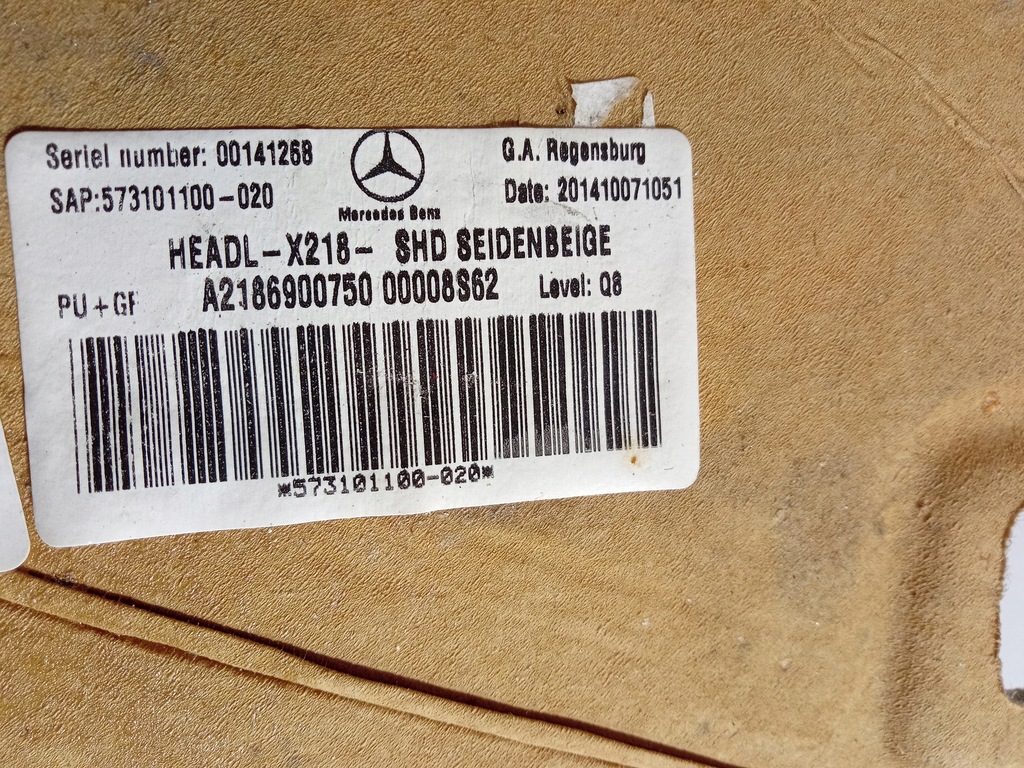 Seriel number: 00141268
G.A. Regensburg
SAP:573101100-020
Date: 201410071051
Mercedes Benz
HEADL-X218- SHD SEIDENBEIGE
PU+GF
A2186900750 00008S62
Level: Q8
*573101100-020*